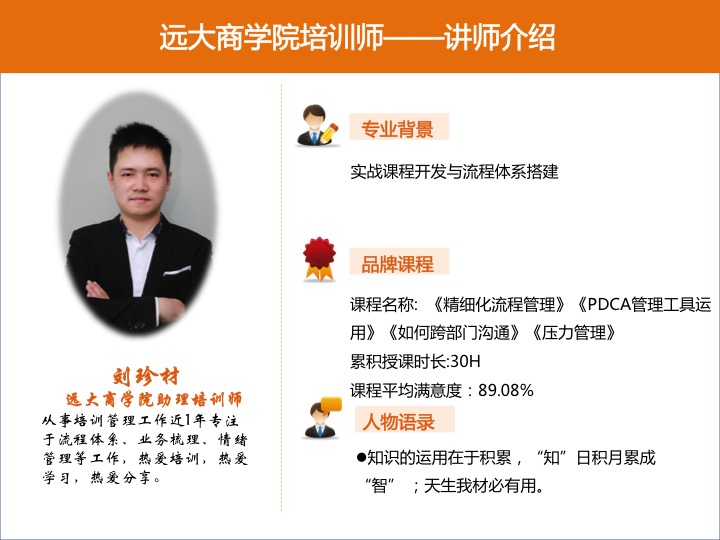 远大商学院培训师——讲师介绍
刘珍材
远大商学院助理培训师
从事培训管理工作近1年专注
于流程体系、业务梳理、情绪
管理等工作，热爱培训，热爱
学习，热爱分享。
专业背景
实战课程开发与流程体系搭建
品牌课程
课程名称: 《精细化流程管理》《PDCA管理工具运
用》《如何跨部门沟通》《压力管理》
累积授课时长:30H
课程平均满意度：89.08%
人物语录
●知识的运用在于积累，“知”日积月累成
“智” ；天生我材必有用。